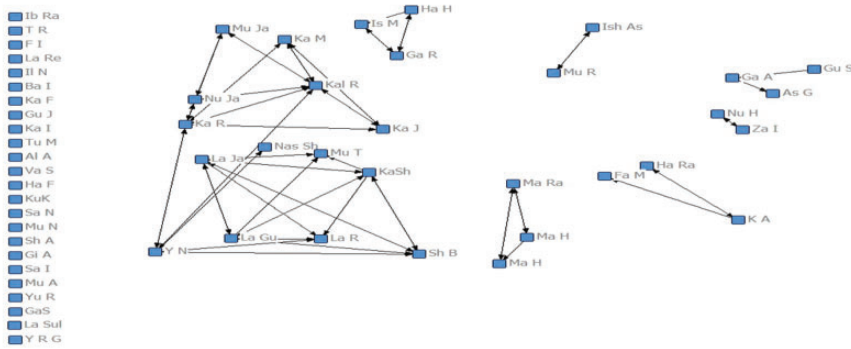 Ib Ra
T R
F I
La Re
Il N
Ba I
Ka F
Gu J
Ka I
Tu M
Al A
Va S
Ha F
KuK
Sa N
Mu N
Sh A
Gi A
Sa I
Mu A
Yu R
GaS
La Sul
Y R G
Mu Ja
Ka M
Is M
Ha H
Ga R
Kal R
Nu Ja
Ka R
Ka J
Nas Sh
Mu T
La Ja
KaSh
La Gu
La R
Y N
Sh B
Ish As
Mu R
Ga A
Gu S
As G
Nu H
Za I
Ha Ra
Fa M
K A
Ma Ra
Ma H
Ma H